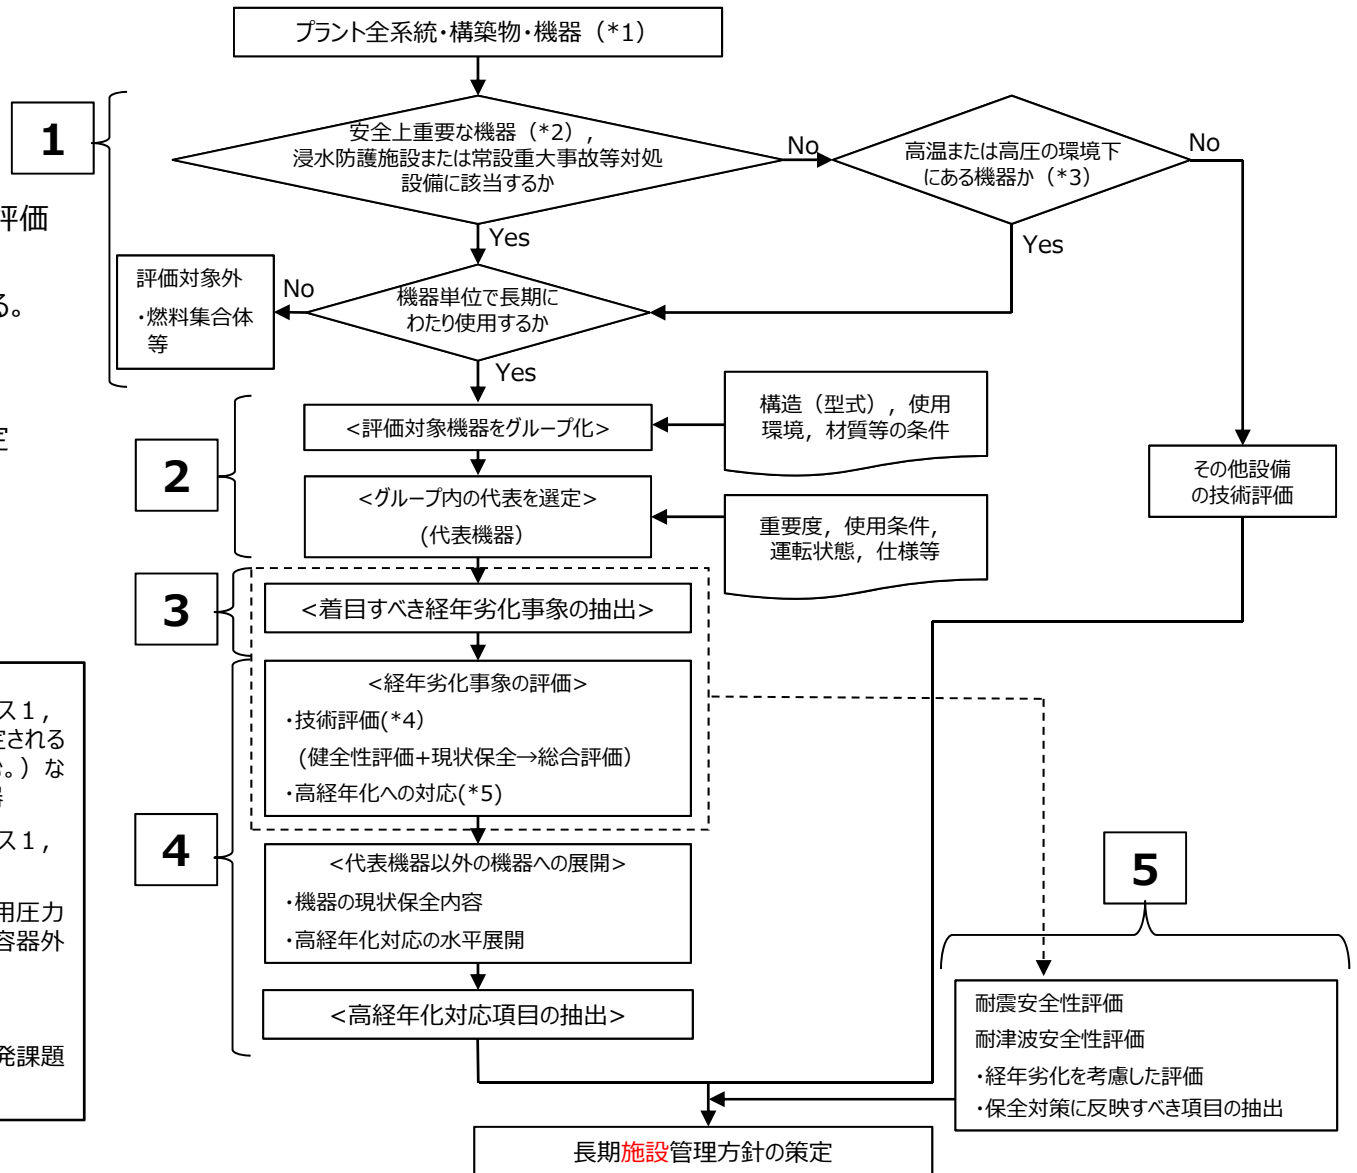 プラント全系統・構築物・機器（*1）
1
安全上重要な機器（*2），
浸水防護施設または常設重大事故等対処
設備に該当するか
No
高温または高圧の環境下
にある機器か（*3）
No
Yes
Yes
評価
る。
定
評価対象外
・燃料集合体
等
No
機器単位で長期に
わたり使用するか
Yes
2
<評価対象機器をグループ化>
構造（型式），使用
環境，材質等の条件
<グループ内の代表を選定>
(代表機器）
重要度，使用条件，
運転状態，仕様等
その他設備
の技術評価
3
<着目すべき経年劣化事象の抽出>
4
<経年劣化事象の評価>
・技術評価(*4）
(健全性評価+現状保全→総合評価）
・高経年化への対応(*5）
<代表機器以外の機器への展開>
・機器の現状保全内容
・高経年化対応の水平展開
<高経年化対応項目の抽出>
ス１，
定される
。）な
ス１，
用圧力
容器外
発課題
5
耐震安全性評価
耐津波安全性評価
・経年劣化を考慮した評価
・保全対策に反映すべき項目の抽出
長期施設管理方針の策定